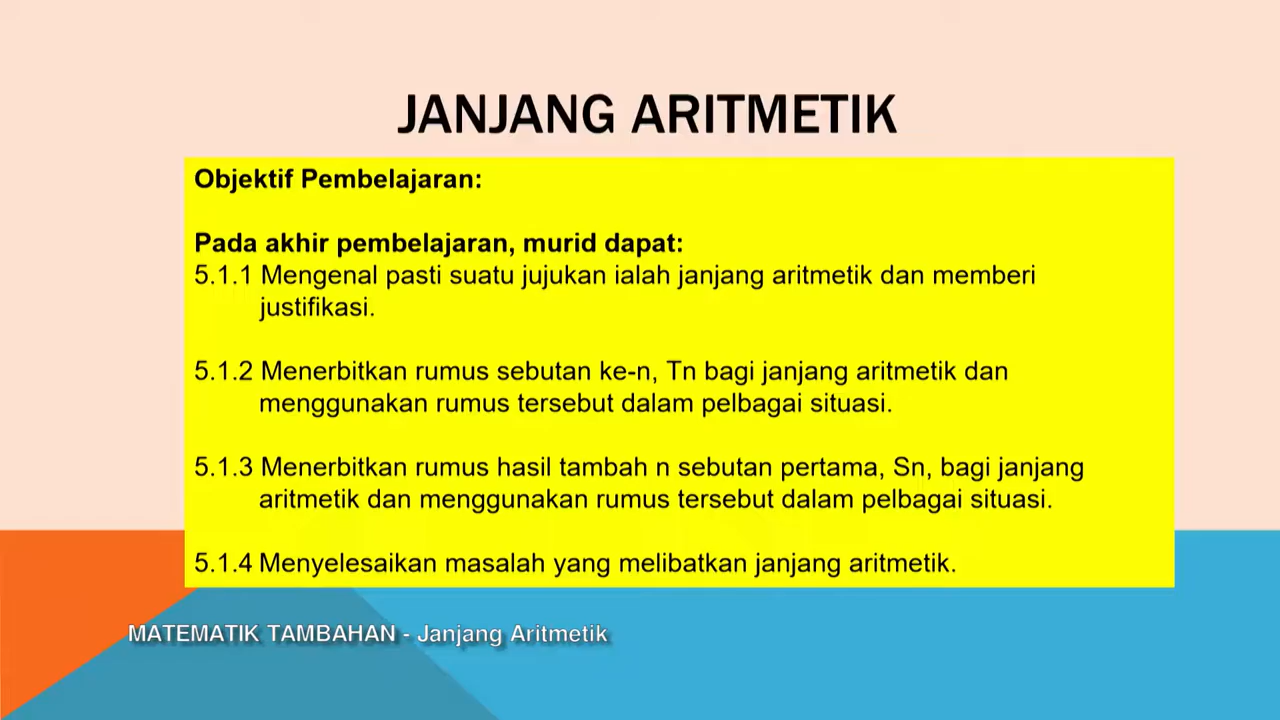 JANJANG ARITMETIK
Objektif Pembelajaran:
Pada akhir pembelajaran, murid dapat:
5.1.1 Mengenal pasti suatu jujukan ialah janjang aritmetik dan memberi
justifikasi.
5.1.2 Menerbitkan rumus sebutan ke-n, Tn bagi janjang aritmetik dan
menggunakan rumus tersebut dalam pelbagai situasi.
5.1.3 Menerbitkan rumus hasil tambah n sebutan pertama, Sn, bagi janjang
aritmetik dan menggunakan rumus tersebut dalam pelbagai situasi.
5.1.4 Menyelesaikan masalah yang melibatkan janjang aritmetik.
MATEMATIK TAMBAHAN - Janjang Aritmetik